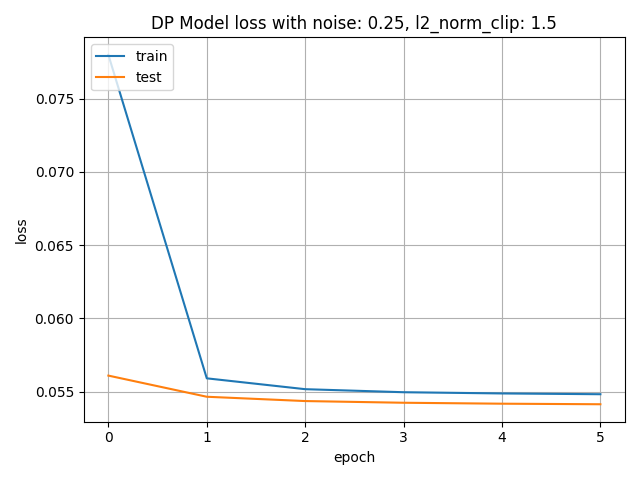 DP Model loss with noise: 0.25, l2_norm_clip: 1.5
train
test
0.075
0.070
0.065
0.060
0.055
loss
0 1 2 3 4 5
epoch